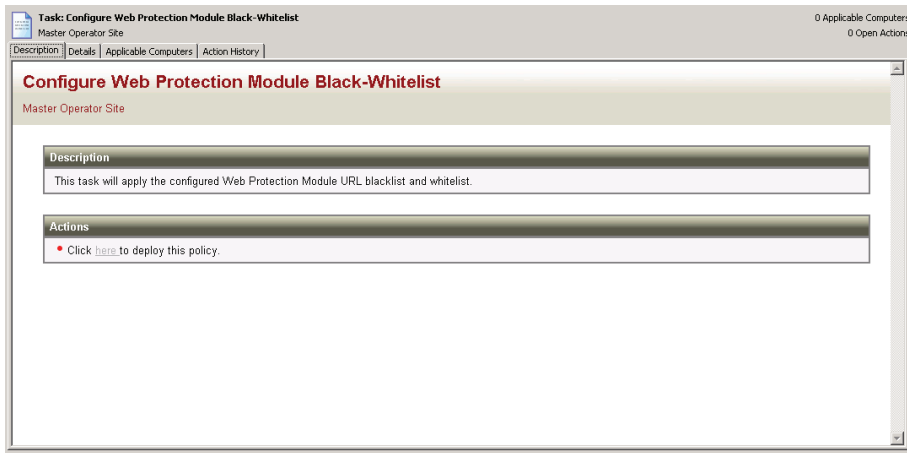 Task: Configure Web Protection Module Black-Whitelist
0 Applicable Computers
Master Operator Site
0 Open Actions
Description
Details
Applicable Computers
Action History
Configure Web Protection Module Black-Whitelist
Master Operator Site
Description
This task will apply the configured Web Protection Module URL blacklist and whitelist.
Actions
Click here to deploy this policy.